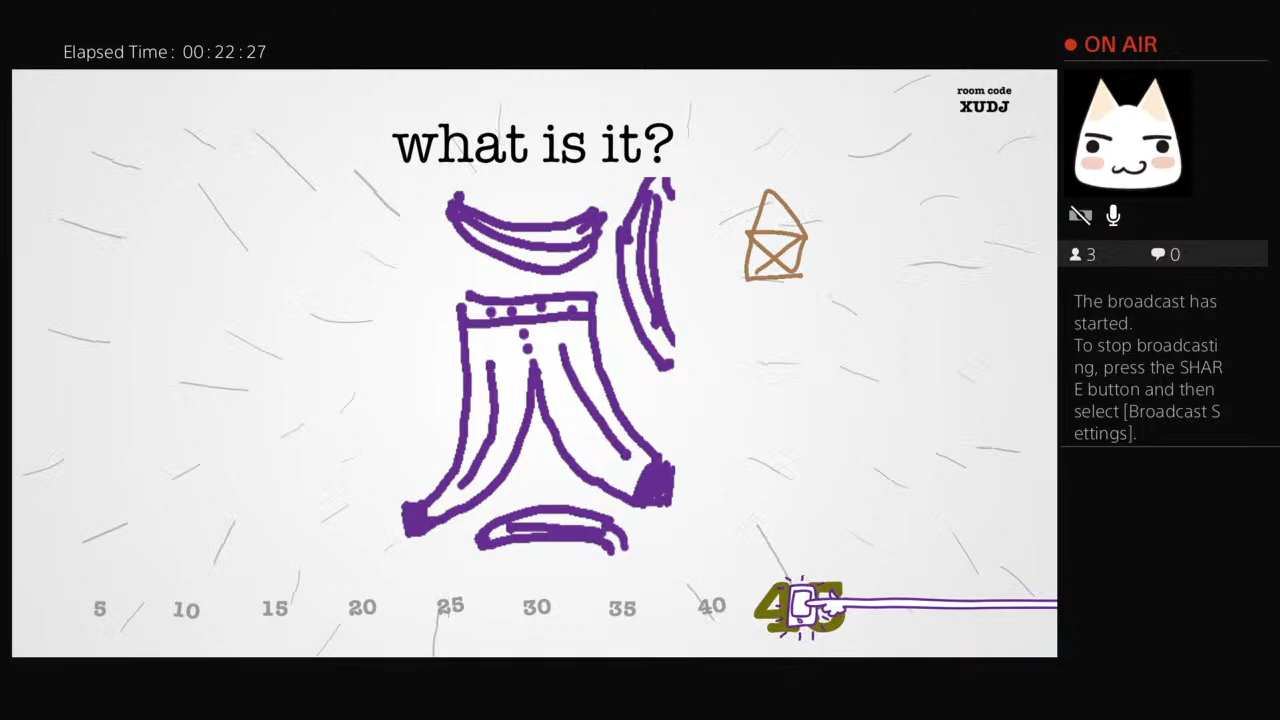 Elapsed Time: 00:22:27
ON AIR
room code
XUDJ
what is it?
3
0
The broadcast has
started.
To stop broadcasti
ng, press the SHAR
E button and then
select [Broadcast S
ettings].
5 10 15 20 25 30 35 40 45